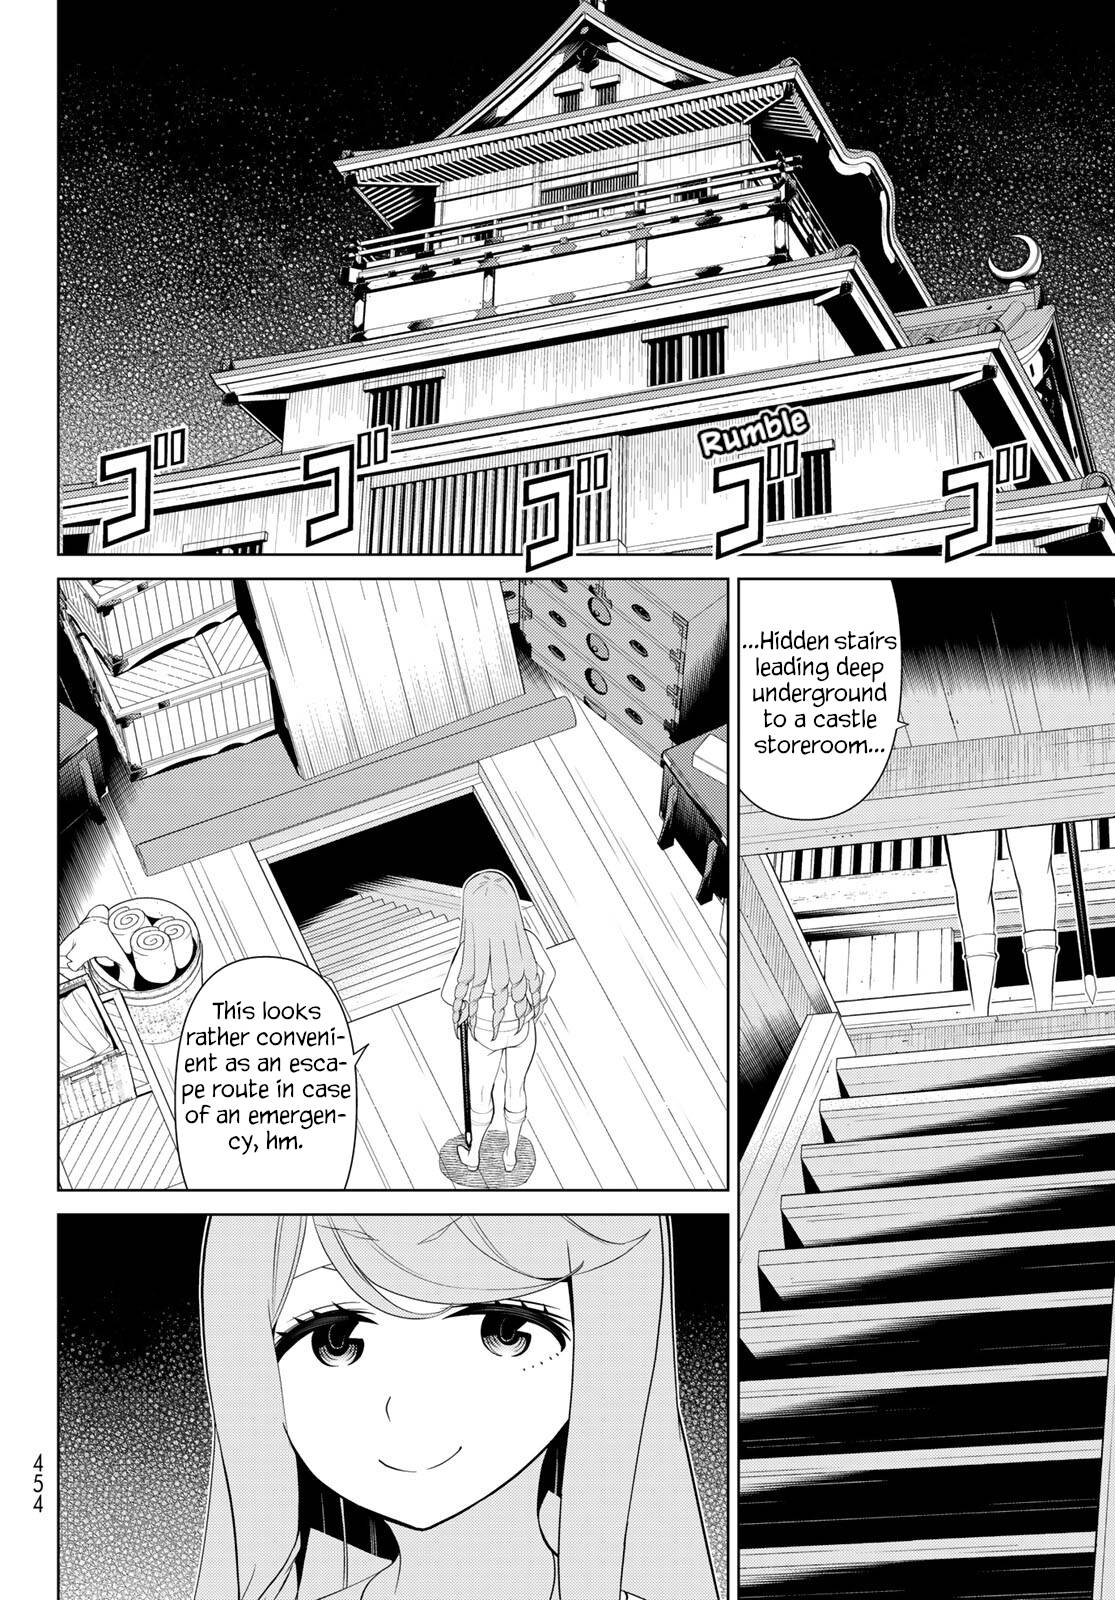 Rumble
ゴゴゴゴゴ
...Hidden stairs
leading deep
underground
to a castle
storeroom...
This looks
rather conveni-
ent as an esca-
pe route in case
of an emergen-
cy, hm.
454